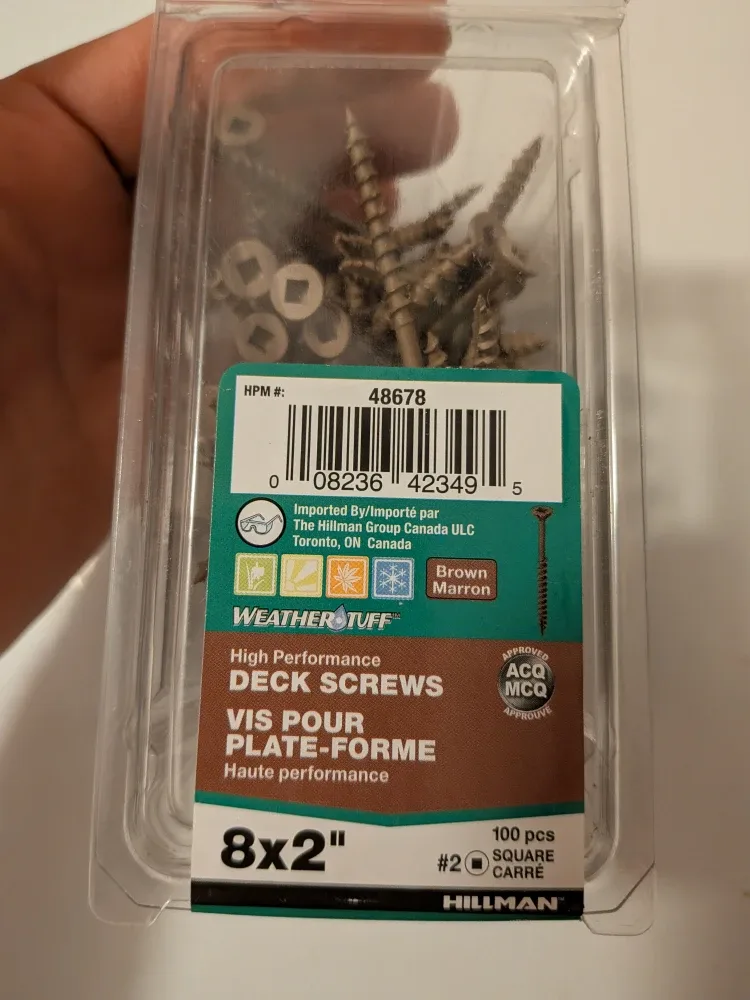 HPM #: 48678
0 08236 42349 5
Imported By/Importé par
The Hillman Group Canada ULC
Toronto, ON Canada
Brown
Marron
WEATHERSTUFF™
High Performance
DECK SCREWS
APPROVED
ACQ
MCQ
APPROUVÉ
VIS POUR
PLATE-FORME
Haute performance
8x2"
100 pcs
#2 SQUARE
CARRÉ
HILLMAN